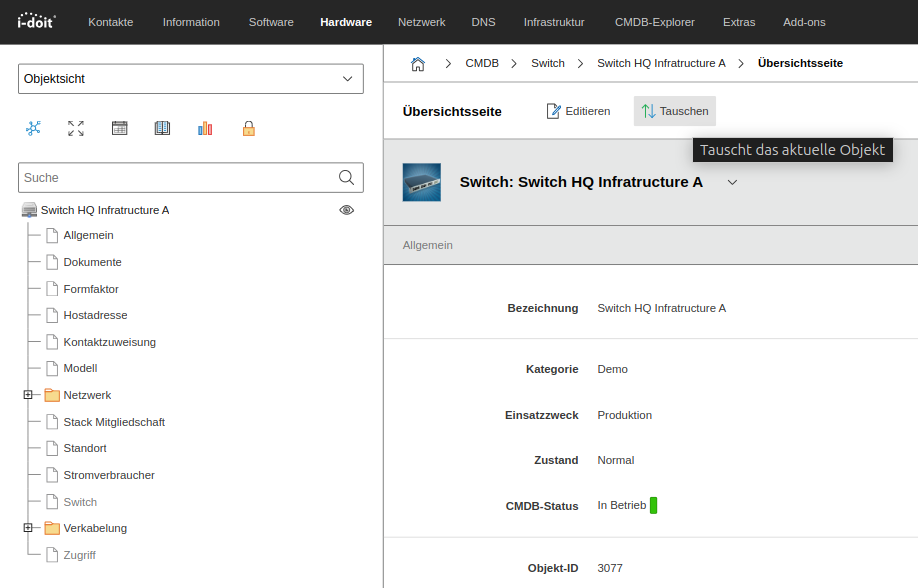 i-doit Kontakte Information Software Hardware Netzwerk DNS Infrastruktur CMDB-Explorer Extras Add-ons
Objektsicht
Suche
Switch HQ Infratructure A
Allgemein
Dokumente
Formfaktor
Hostadresse
Kontaktzuweisung
Modell
Netzwerk
Stack Mitgliedschaft
Standort
Stromverbraucher
Switch
Verkabelung
Zugriff
CMDB Switch Switch HQ Infratructure A Übersichtsseite
Übersichtsseite Editieren Tauschen
Tauscht das aktuelle Objekt
Switch: Switch HQ Infratructure A
Allgemein
Bezeichnung Switch HQ Infratructure A
Kategorie Demo
Einsatzzweck Produktion
Zustand Normal
CMDB-Status In Betrieb
Objekt-ID 3077